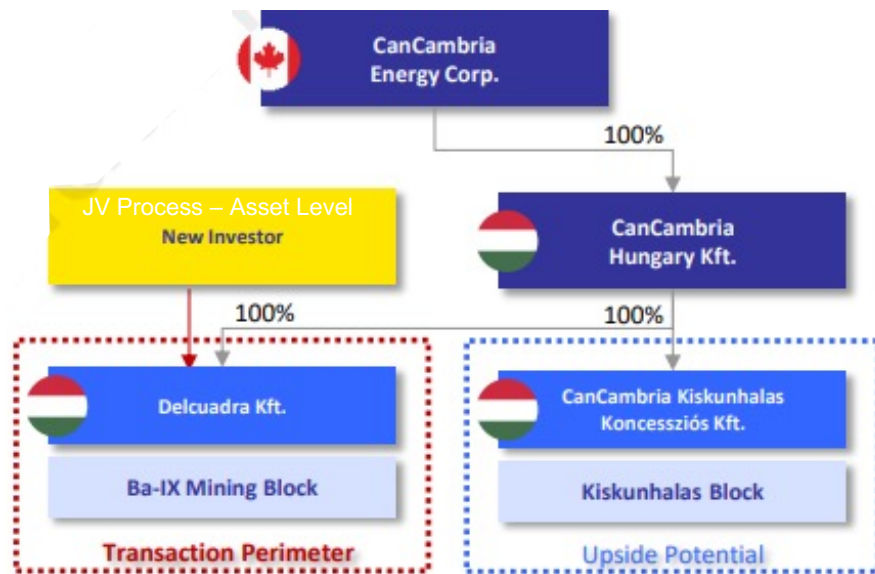 CanCambria
Energy Corp.
100%
JV Process – Asset Level
New Investor
CanCambria
Hungary Kft.
100%
100%
Delcuadra Kft.
CanCambria Kiskunhalas
Koncessziós Kft.
Ba-IX Mining Block
Kiskunhalas Block
Transaction Perimeter
Upside Potential